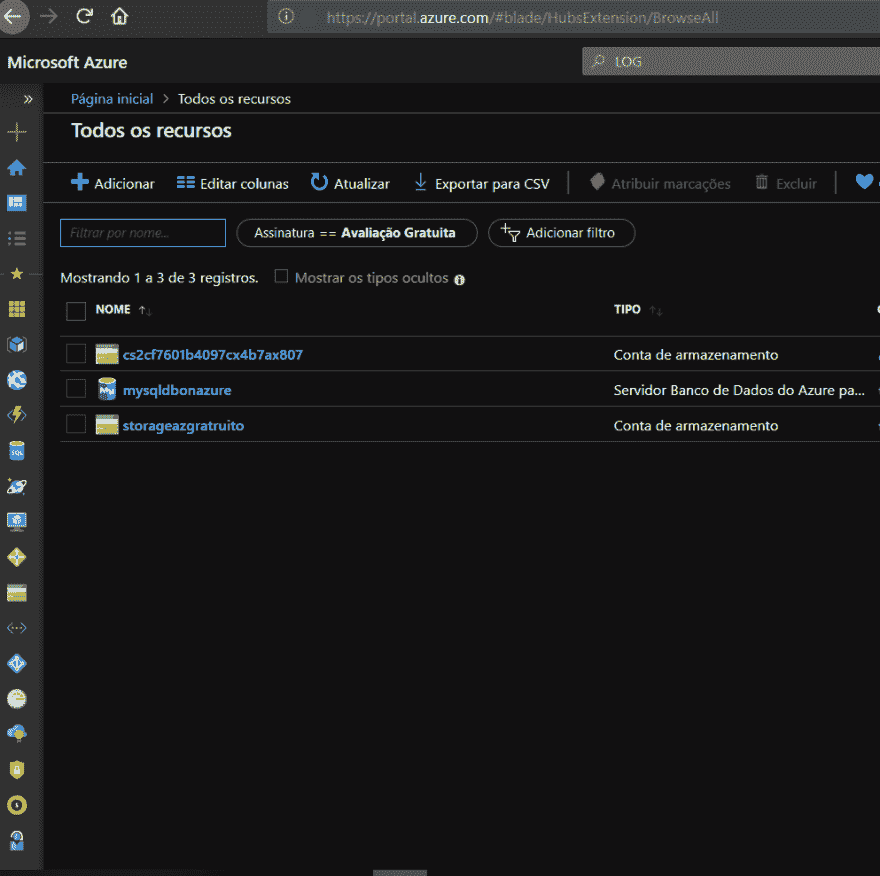 https://portal.azure.com/#blade/HubsExtension/BrowseAll
Microsoft Azure
LOG
»
Página inicial > Todos os recursos
Todos os recursos
Adicionar Editar colunas Atualizar Exportar para CSV Atribuir marcações Excluir
Filtrar por nome... Assinatura == Avaliação Gratuita Adicionar filtro
Mostrando 1 a 3 de 3 registros. Mostrar os tipos ocultos
NOME ↑↓ TIPO ↑↓
cs2cf7601b4097cx4b7ax807 Conta de armazenamento
mysqldbonazure Servidor Banco de Dados do Azure pa...
storageazgratruito Conta de armazenamento